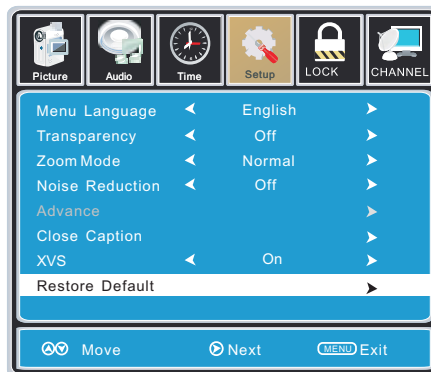 Picture Audio Time Setup LOCK CHANNEL
Menu Language English
Transparency Off
Zoom Mode Normal
Noise Reduction Off
Advance
Close Caption
XVS On
Restore Default
Move Next MENU Exit